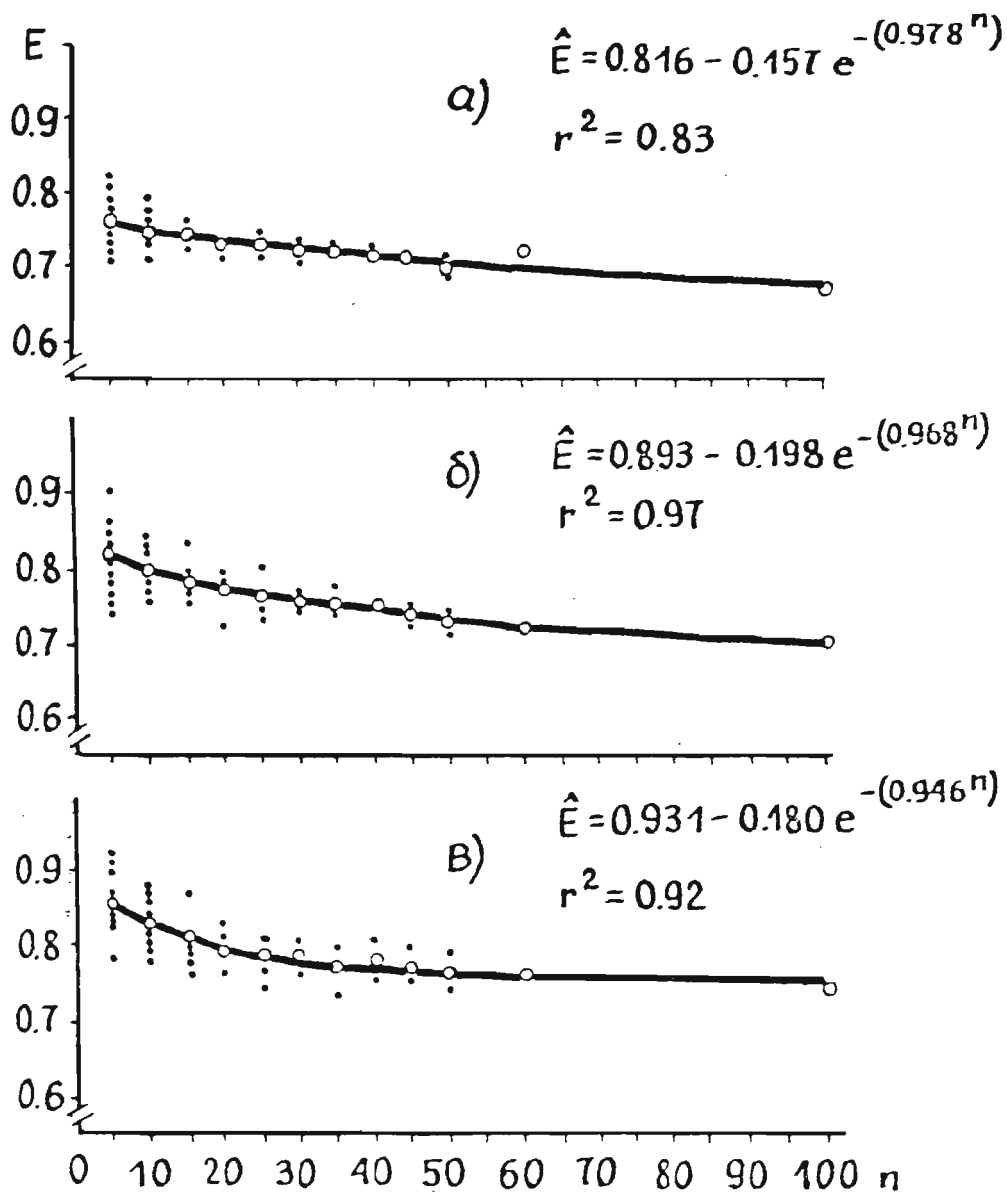 E
Ê = 0.816 – 0.157 e^-(0.978^n)
a)
r² = 0.83
0.9
0.8
0.7
0.6
Ê = 0.893 – 0.198 e^-(0.968^n)
б)
r² = 0.97
0.9
0.8
0.7
0.6
Ê = 0.931 – 0.180 e^-(0.946^n)
в)
r² = 0.92
0.9
0.8
0.7
0.6
0 10 20 30 40 50 60 70 80 90 100 n